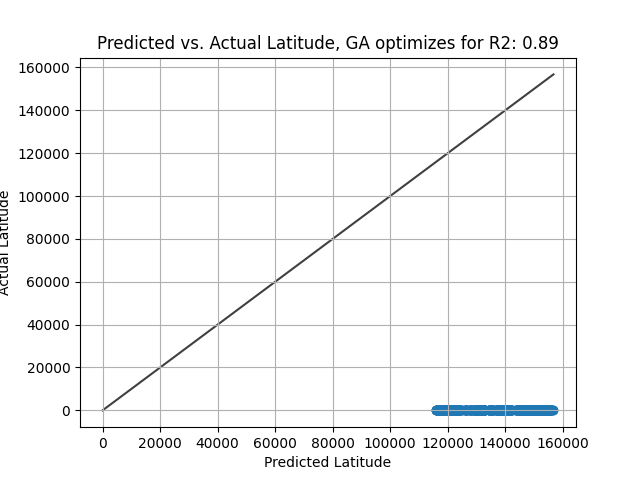 Predicted vs. Actual Latitude, GA optimizes for R2: 0.89
160000
140000
120000
100000
80000
60000
40000
20000
0
Actual Latitude
0 20000 40000 60000 80000 100000 120000 140000 160000
Predicted Latitude